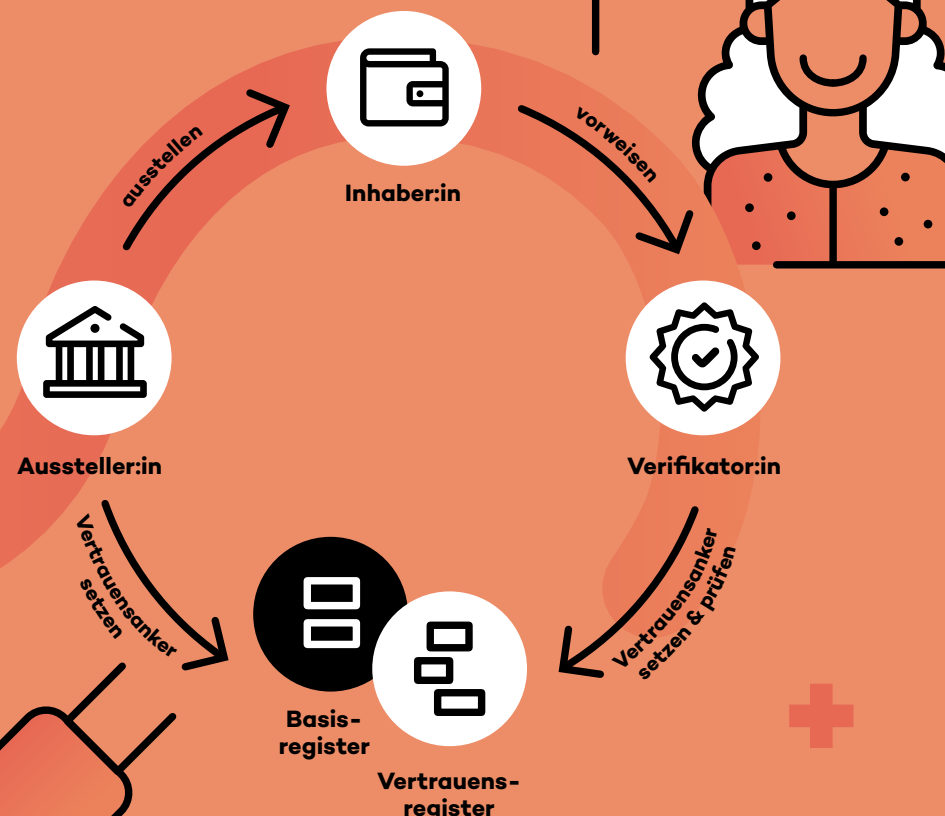 ausstellen
vorweisen
Inhaber:in
Aussteller:in
Verifikator:in
Vertrauensanker
setzen
Vertrauensanker
setzen & prüfen
Basis-
register
Vertrauens-
register